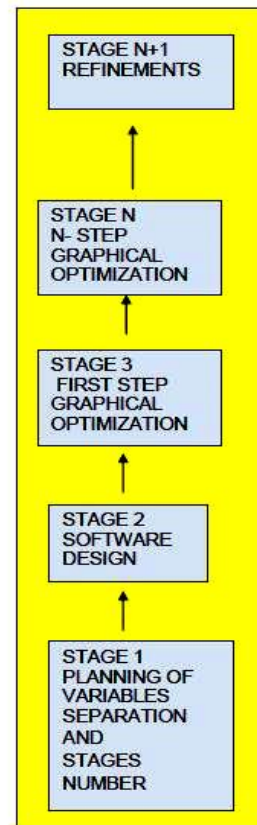 STAGE N+1
REFINEMENTS
STAGE N
N- STEP
GRAPHICAL
OPTIMIZATION
STAGE 3
FIRST STEP
GRAPHICAL
OPTIMIZATION
STAGE 2
SOFTWARE
DESIGN
STAGE 1
PLANNING OF
VARIABLES
SEPARATION
AND
STAGES
NUMBER